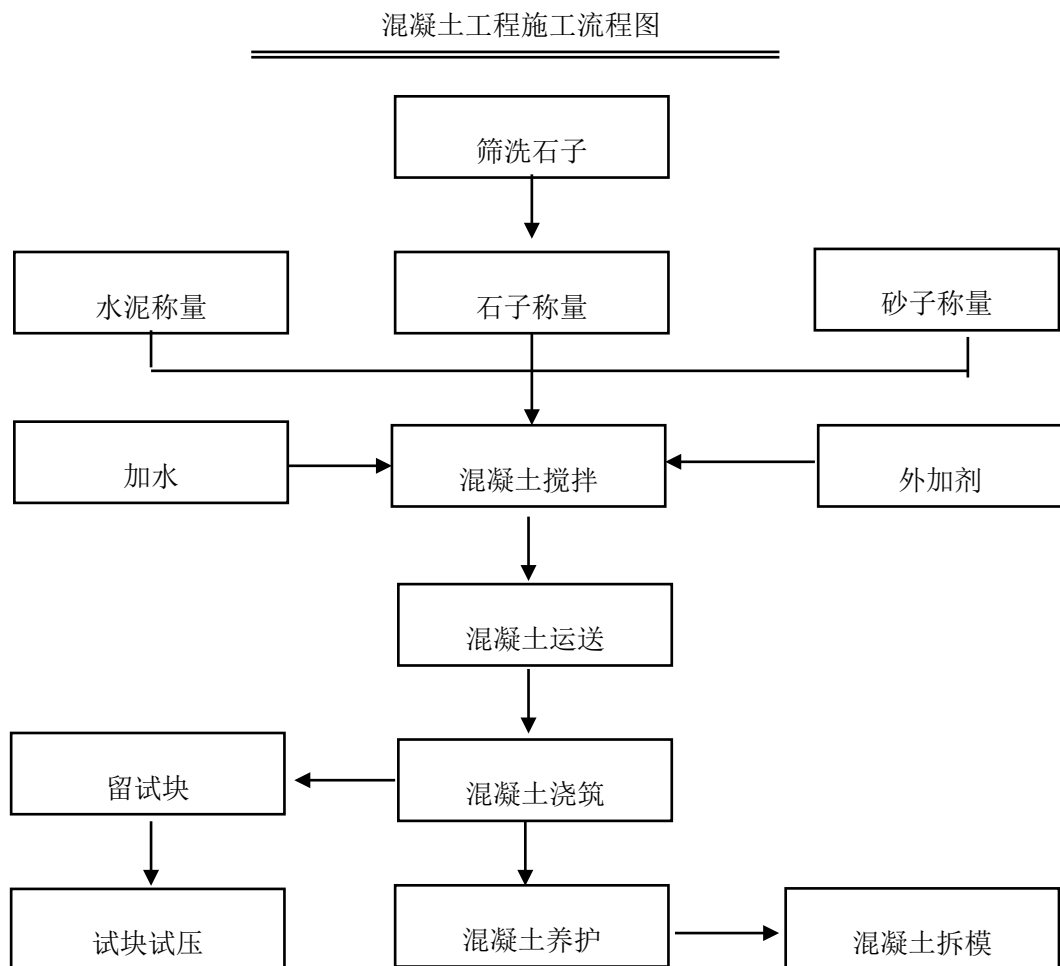 混凝土工程施工流程图
筛洗石子
水泥称量
石子称量
砂子称量
加水
混凝土搅拌
外加剂
混凝土运送
留试块
混凝土浇筑
试块试压
混凝土养护
混凝土拆模